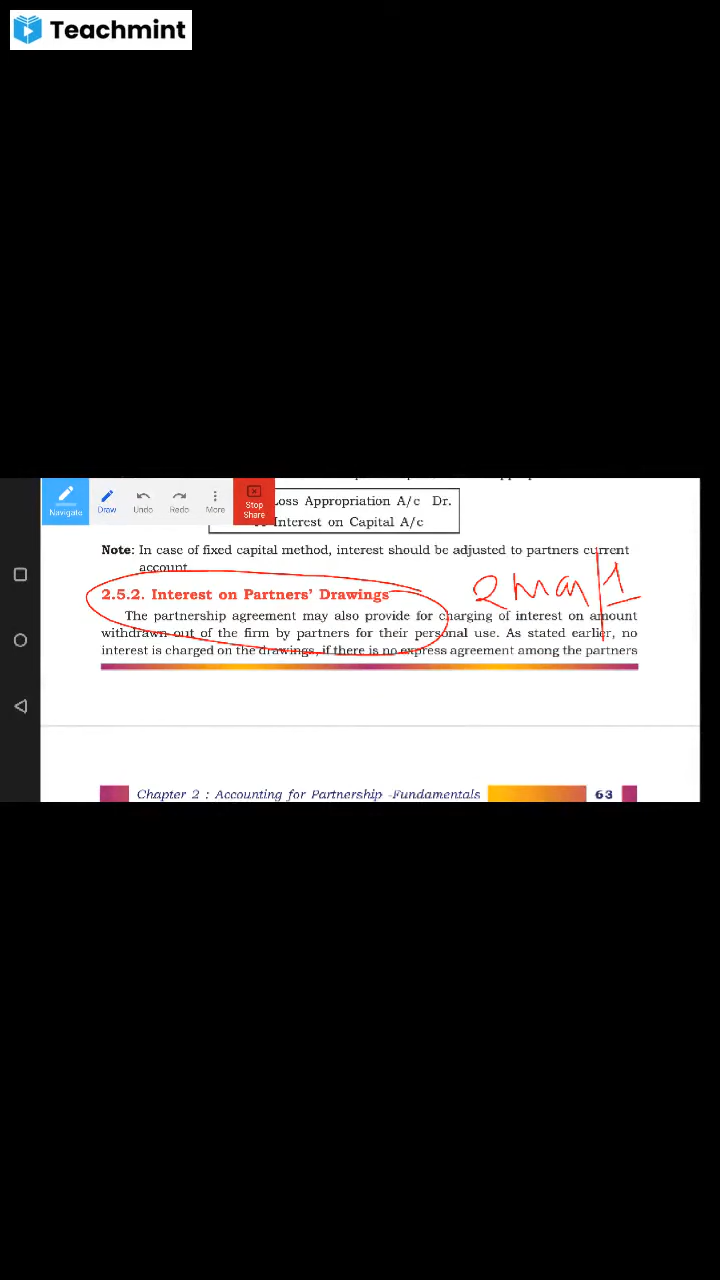 Teachmint
Loss Appropriation A/c Dr.
Interest on Capital A/c
Navigate
Draw
Undo
Redo
More
Stop
Share
Note: In case of fixed capital method, interest should be adjusted to partners current
account
2.5.2. Interest on Partners' Drawings
2 mar/1
The partnership agreement may also provide for charging of interest on amount
withdrawn out of the firm by partners for their personal use. As stated earlier, no
interest is charged on the drawings, if there is no express agreement among the partners
Chapter 2 : Accounting for Partnership -Fundamentals 63